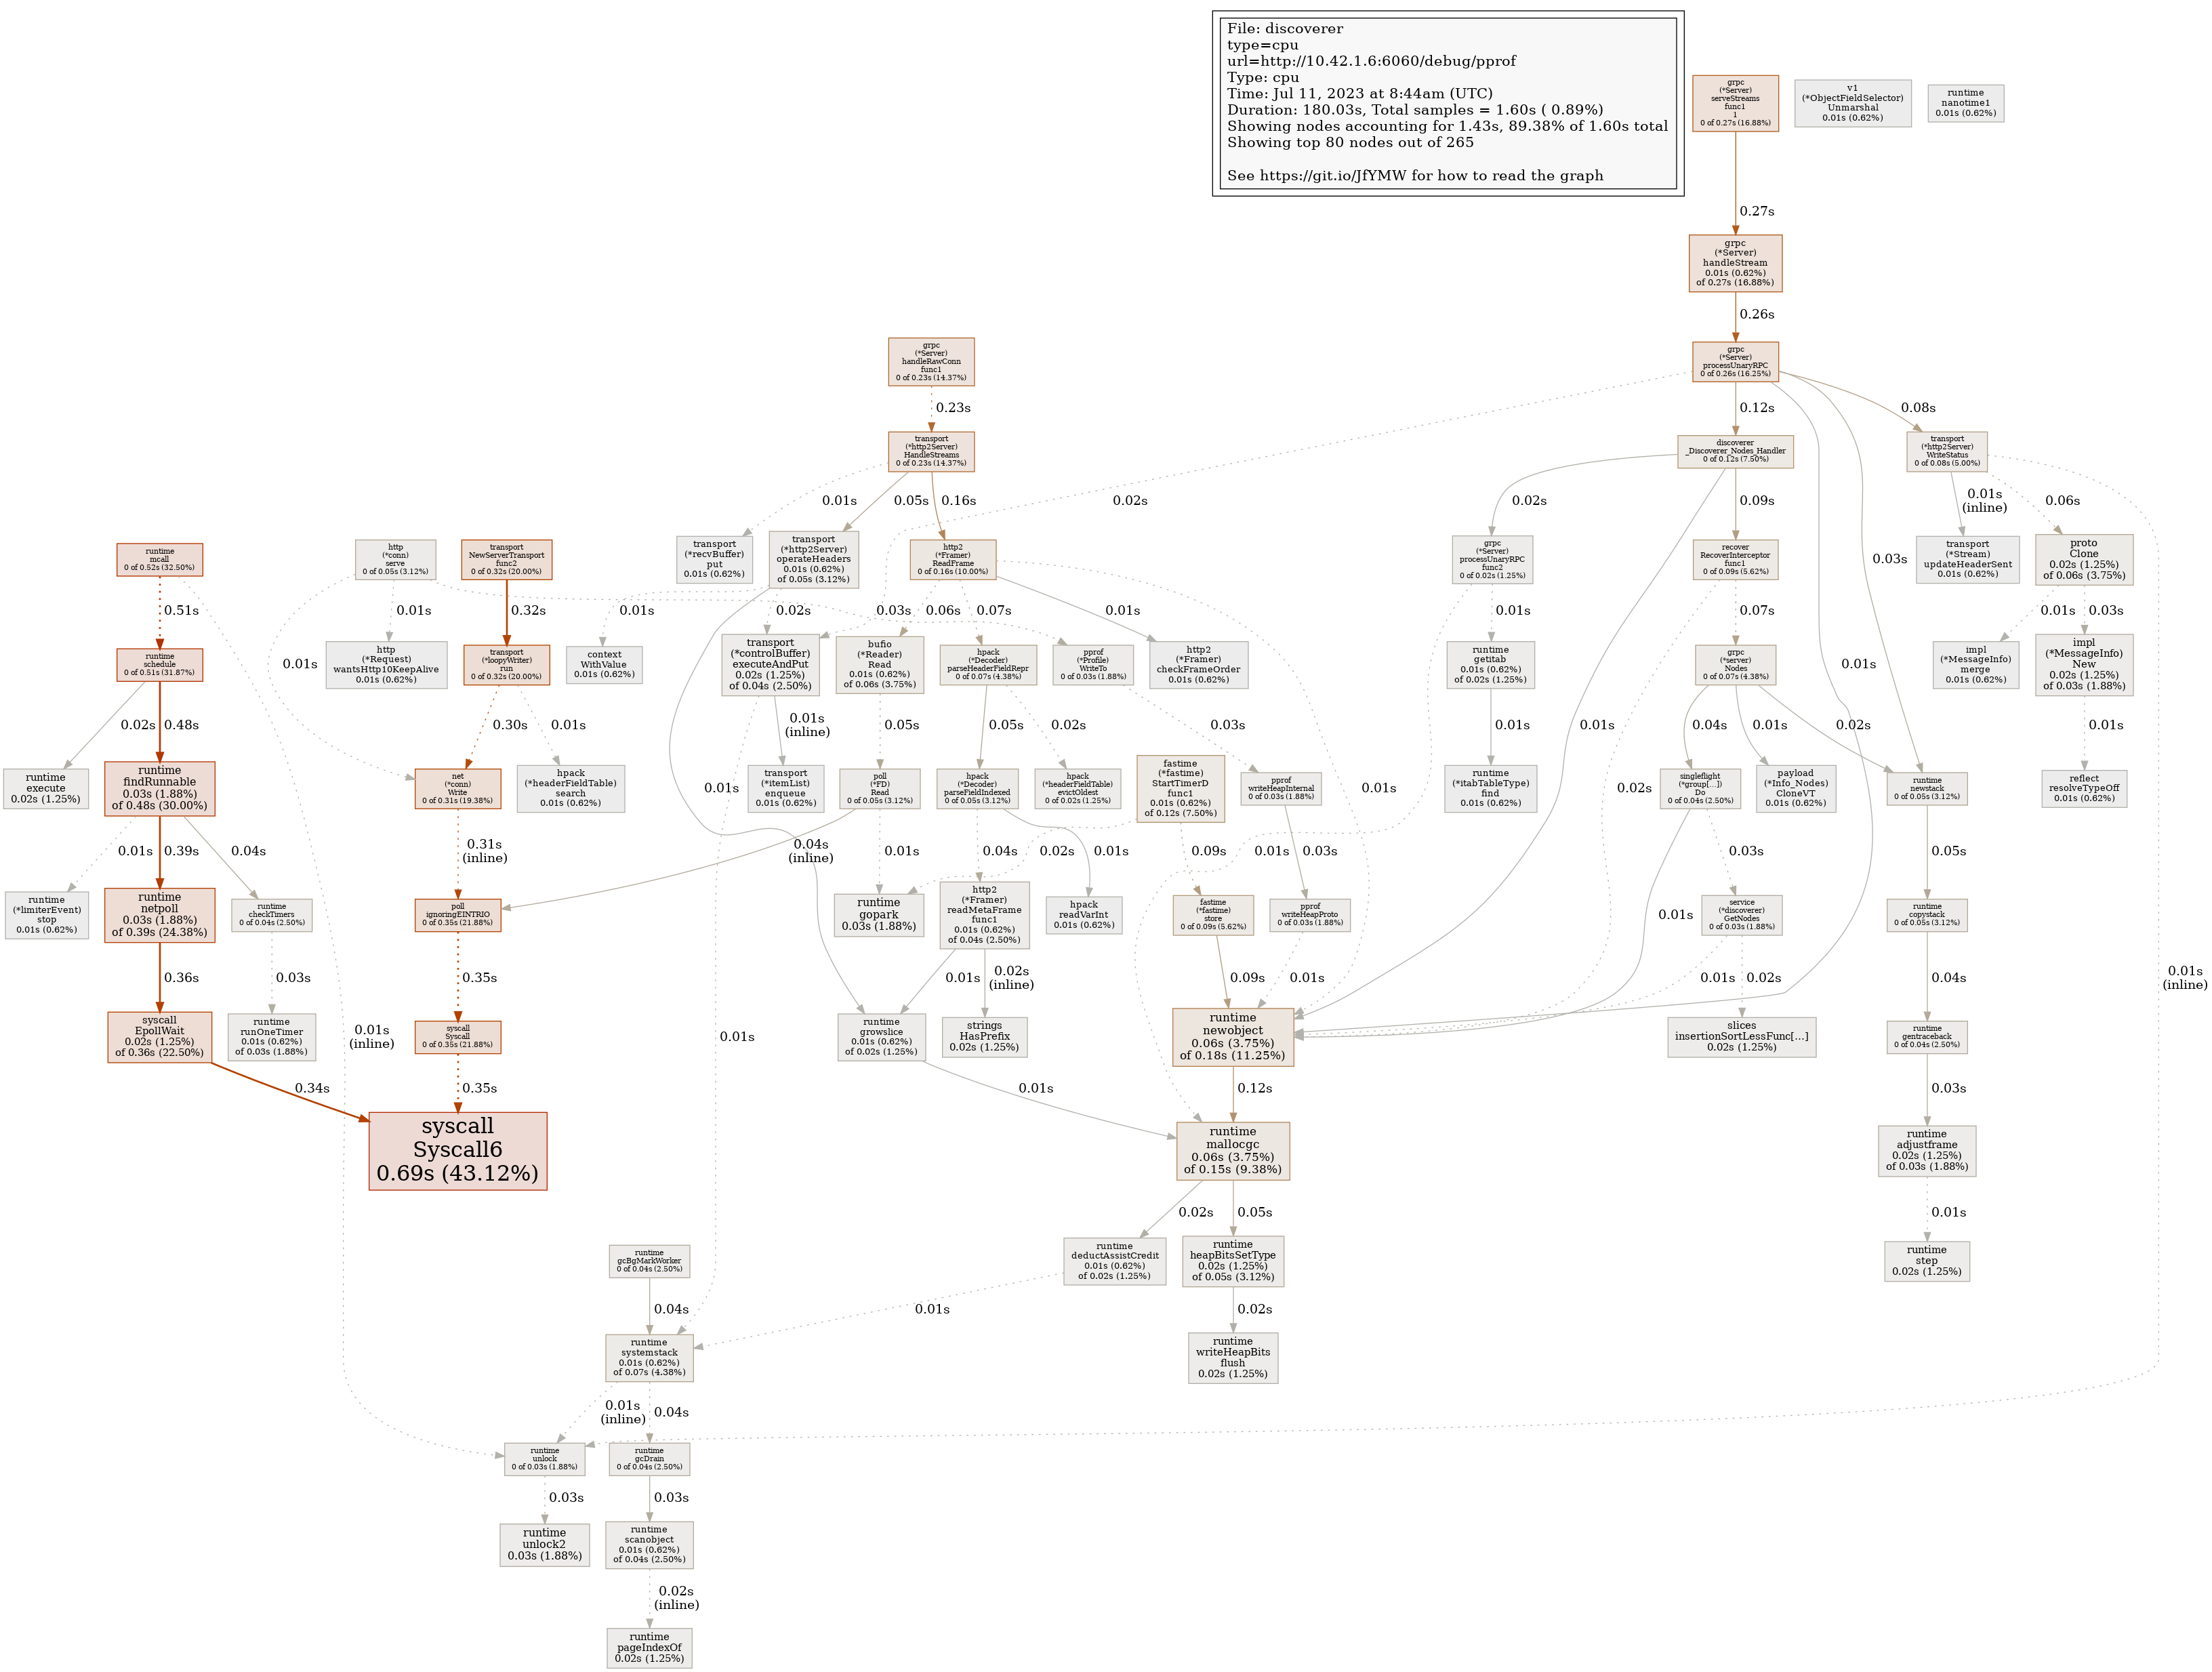 File: discoverer
type=cpu
url=http://10.42.1.6:6060/debug/pprof
Type: cpu
Time: Jul 11, 2023 at 8:44am (UTC)
Duration: 180.03s, Total samples = 1.60s ( 0.89%)
Showing nodes accounting for 1.43s, 89.38% of 1.60s total
Showing top 80 nodes out of 265
See https://git.io/JfYMW for how to read the graph
grpc
(*Server)
serveStreams
func1
1
0 of 0.27s (16.88%)
v1
(*ObjectFieldSelector)
Unmarshal
0.01s (0.62%)
runtime
nanotime1
0.01s (0.62%)
0.27s
grpc
(*Server)
handleStream
0.01s (0.62%)
of 0.27s (16.88%)
0.26s
grpc
(*Server)
handleRawConn
func1
0 of 0.23s (14.37%)
grpc
(*Server)
processUnaryRPC
0 of 0.26s (16.25%)
0.23s
0.12s
0.08s
transport
(*http2Server)
HandleStreams
0 of 0.23s (14.37%)
discoverer
_Discoverer_Nodes_Handler
0 of 0.12s (7.50%)
transport
(*http2Server)
WriteStatus
0 of 0.08s (5.00%)
0.01s
0.05s
0.16s
0.02s
0.02s
0.09s
0.01s
(inline)
0.06s
runtime
mcall
0 of 0.52s (32.50%)
http
(*conn)
serve
0 of 0.05s (3.12%)
transport
NewServerTransport
func2
0 of 0.32s (20.00%)
transport
(*recvBuffer)
put
0.01s (0.62%)
transport
(*http2Server)
operateHeaders
0.01s (0.62%)
of 0.05s (3.12%)
http2
(*Framer)
ReadFrame
0 of 0.16s (10.00%)
grpc
(*Server)
processUnaryRPC
func2
0 of 0.02s (1.25%)
recover
RecoverInterceptor
func1
0 of 0.09s (5.62%)
0.03s
transport
(*Stream)
updateHeaderSent
0.01s (0.62%)
proto
Clone
0.02s (1.25%)
of 0.06s (3.75%)
0.51s
0.01s
0.32s
0.01s
0.02s
0.03s
0.06s
0.07s
0.01s
0.01s
0.07s
0.01s
0.03s
runtime
schedule
0 of 0.51s (31.87%)
0.01s
http
(*Request)
wantsHttp10KeepAlive
0.01s (0.62%)
transport
(*loopyWriter)
run
0 of 0.32s (20.00%)
context
WithValue
0.01s (0.62%)
transport
(*controlBuffer)
executeAndPut
0.02s (1.25%)
of 0.04s (2.50%)
bufio
(*Reader)
Read
0.01s (0.62%)
of 0.06s (3.75%)
hpack
(*Decoder)
parseHeaderFieldRepr
0 of 0.07s (4.38%)
pprof
(*Profile)
WriteTo
0 of 0.03s (1.88%)
http2
(*Framer)
checkFrameOrder
0.01s (0.62%)
runtime
getitab
0.01s (0.62%)
of 0.02s (1.25%)
grpc
(*server)
Nodes
0 of 0.07s (4.38%)
0.01s
impl
(*MessageInfo)
merge
0.01s (0.62%)
impl
(*MessageInfo)
New
0.02s (1.25%)
of 0.03s (1.88%)
0.02s
0.48s
0.30s
0.01s
0.01s
(inline)
0.05s
0.05s
0.02s
0.03s
0.01s
0.01s
0.04s
0.01s
0.02s
0.01s
runtime
execute
0.02s (1.25%)
runtime
findRunnable
0.03s (1.88%)
of 0.48s (30.00%)
net
(*conn)
Write
0 of 0.31s (19.38%)
hpack
(*headerFieldTable)
search
0.01s (0.62%)
0.01s
0.01s
transport
(*itemList)
enqueue
0.01s (0.62%)
poll
(*FD)
Read
0 of 0.05s (3.12%)
hpack
(*Decoder)
parseFieldIndexed
0 of 0.05s (3.12%)
hpack
(*headerFieldTable)
evictOldest
0 of 0.02s (1.25%)
fastime
(*fastime)
StartTimerD
func1
0.01s (0.62%)
of 0.12s (7.50%)
pprof
writeHeapInternal
0 of 0.03s (1.88%)
0.01s
runtime
(*itabTableType)
find
0.01s (0.62%)
0.02s
singleflight
(*group[...])
Do
0 of 0.04s (2.50%)
payload
(*Info_Nodes)
CloneVT
0.01s (0.62%)
runtime
newstack
0 of 0.05s (3.12%)
reflect
resolveTypeOff
0.01s (0.62%)
0.01s
0.39s
0.04s
0.31s
(inline)
0.04s
(inline)
0.01s
0.04s
0.01s
0.02s
0.09s
0.01s
0.03s
0.03s
0.05s
runtime
(*limiterEvent)
stop
0.01s (0.62%)
runtime
netpoll
0.03s (1.88%)
of 0.39s (24.38%)
runtime
checkTimers
0 of 0.04s (2.50%)
poll
ignoringEINTRIO
0 of 0.35s (21.88%)
runtime
gopark
0.03s (1.88%)
http2
(*Framer)
readMetaFrame
func1
0.01s (0.62%)
of 0.04s (2.50%)
hpack
readVarInt
0.01s (0.62%)
fastime
(*fastime)
store
0 of 0.09s (5.62%)
pprof
writeHeapProto
0 of 0.03s (1.88%)
0.01s
service
(*discoverer)
GetNodes
0 of 0.03s (1.88%)
runtime
copystack
0 of 0.05s (3.12%)
0.36s
0.03s
0.35s
0.01s
0.02s
(inline)
0.09s
0.01s
0.01s
0.02s
0.04s
0.01s
(inline)
syscall
EpollWait
0.02s (1.25%)
of 0.36s (22.50%)
runtime
runOneTimer
0.01s (0.62%)
of 0.03s (1.88%)
0.01s
(inline)
syscall
Syscall
0 of 0.35s (21.88%)
0.01s
runtime
growslice
0.01s (0.62%)
of 0.02s (1.25%)
strings
HasPrefix
0.02s (1.25%)
runtime
newobject
0.06s (3.75%)
of 0.18s (11.25%)
slices
insertionSortLessFunc[...]
0.02s (1.25%)
runtime
gentraceback
0 of 0.04s (2.50%)
0.34s
0.35s
0.01s
0.12s
0.03s
syscall
Syscall6
0.69s (43.12%)
runtime
mallocgc
0.06s (3.75%)
of 0.15s (9.38%)
runtime
adjustframe
0.02s (1.25%)
of 0.03s (1.88%)
0.02s
0.05s
0.01s
runtime
gcBgMarkWorker
0 of 0.04s (2.50%)
runtime
deductAssistCredit
0.01s (0.62%)
of 0.02s (1.25%)
runtime
heapBitsSetType
0.02s (1.25%)
of 0.05s (3.12%)
runtime
step
0.02s (1.25%)
0.04s
0.01s
0.02s
runtime
systemstack
0.01s (0.62%)
of 0.07s (4.38%)
runtime
writeHeapBits
flush
0.02s (1.25%)
0.01s
(inline)
0.04s
runtime
unlock
0 of 0.03s (1.88%)
runtime
gcDrain
0 of 0.04s (2.50%)
0.03s
0.03s
runtime
unlock2
0.03s (1.88%)
runtime
scanobject
0.01s (0.62%)
of 0.04s (2.50%)
0.02s
(inline)
runtime
pageIndexOf
0.02s (1.25%)